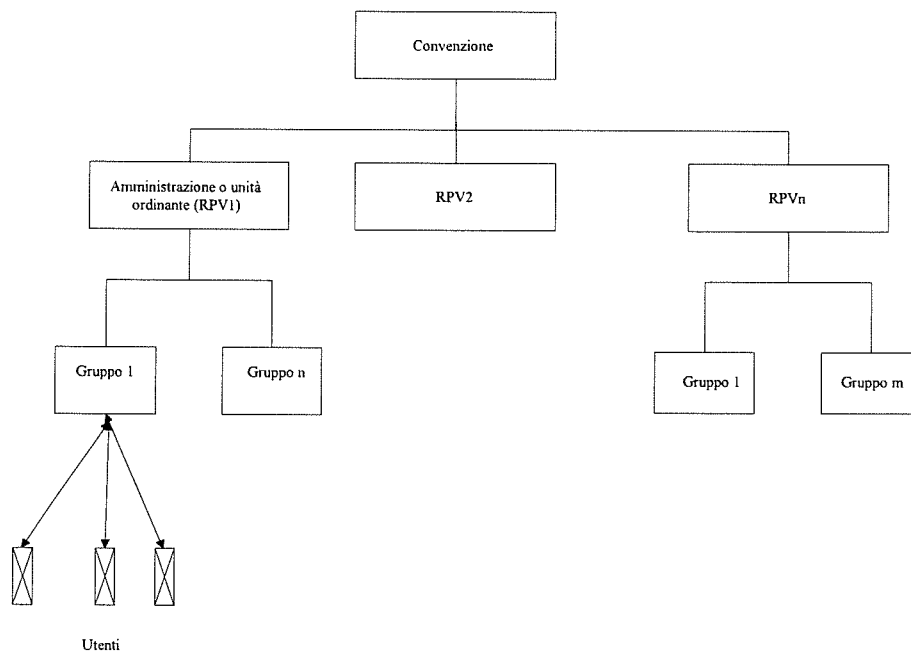 Convenzione
Amministrazione o unità
ordinante (RPV1)
RPV2
RPVn
Gruppo 1
Gruppo n
Gruppo 1
Gruppo m
Utenti